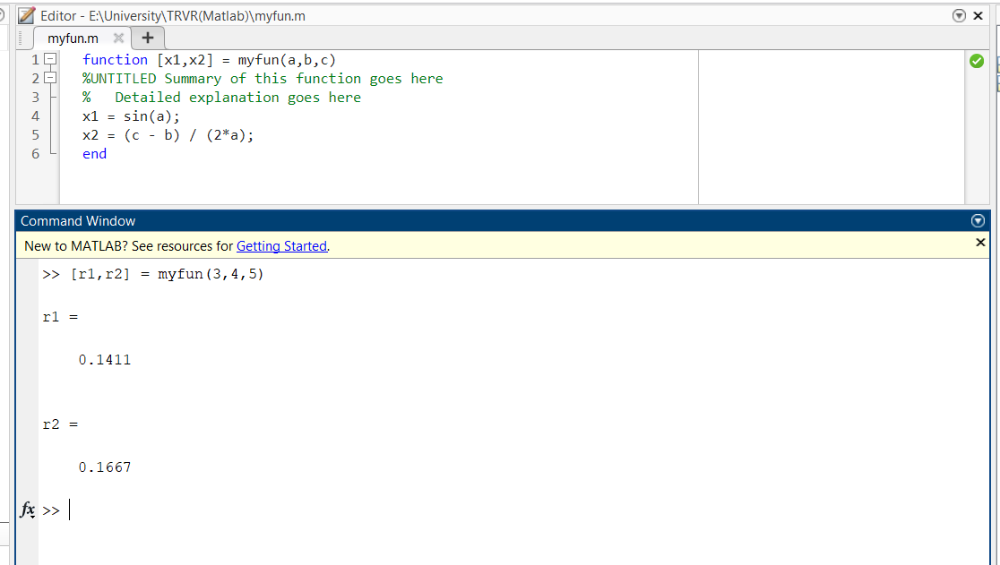 Editor - E:\University\TRVR(Matlab)\myfun.m
myfun.m
1 function [x1,x2] = myfun(a,b,c)
2 %UNTITLED Summary of this function goes here
3 %   Detailed explanation goes here
4 x1 = sin(a);
5 x2 = (c - b) / (2*a);
6 end
Command Window
New to MATLAB? See resources for Getting Started.
>> [r1,r2] = myfun(3,4,5)
r1 =
0.1411
r2 =
0.1667
fx >>